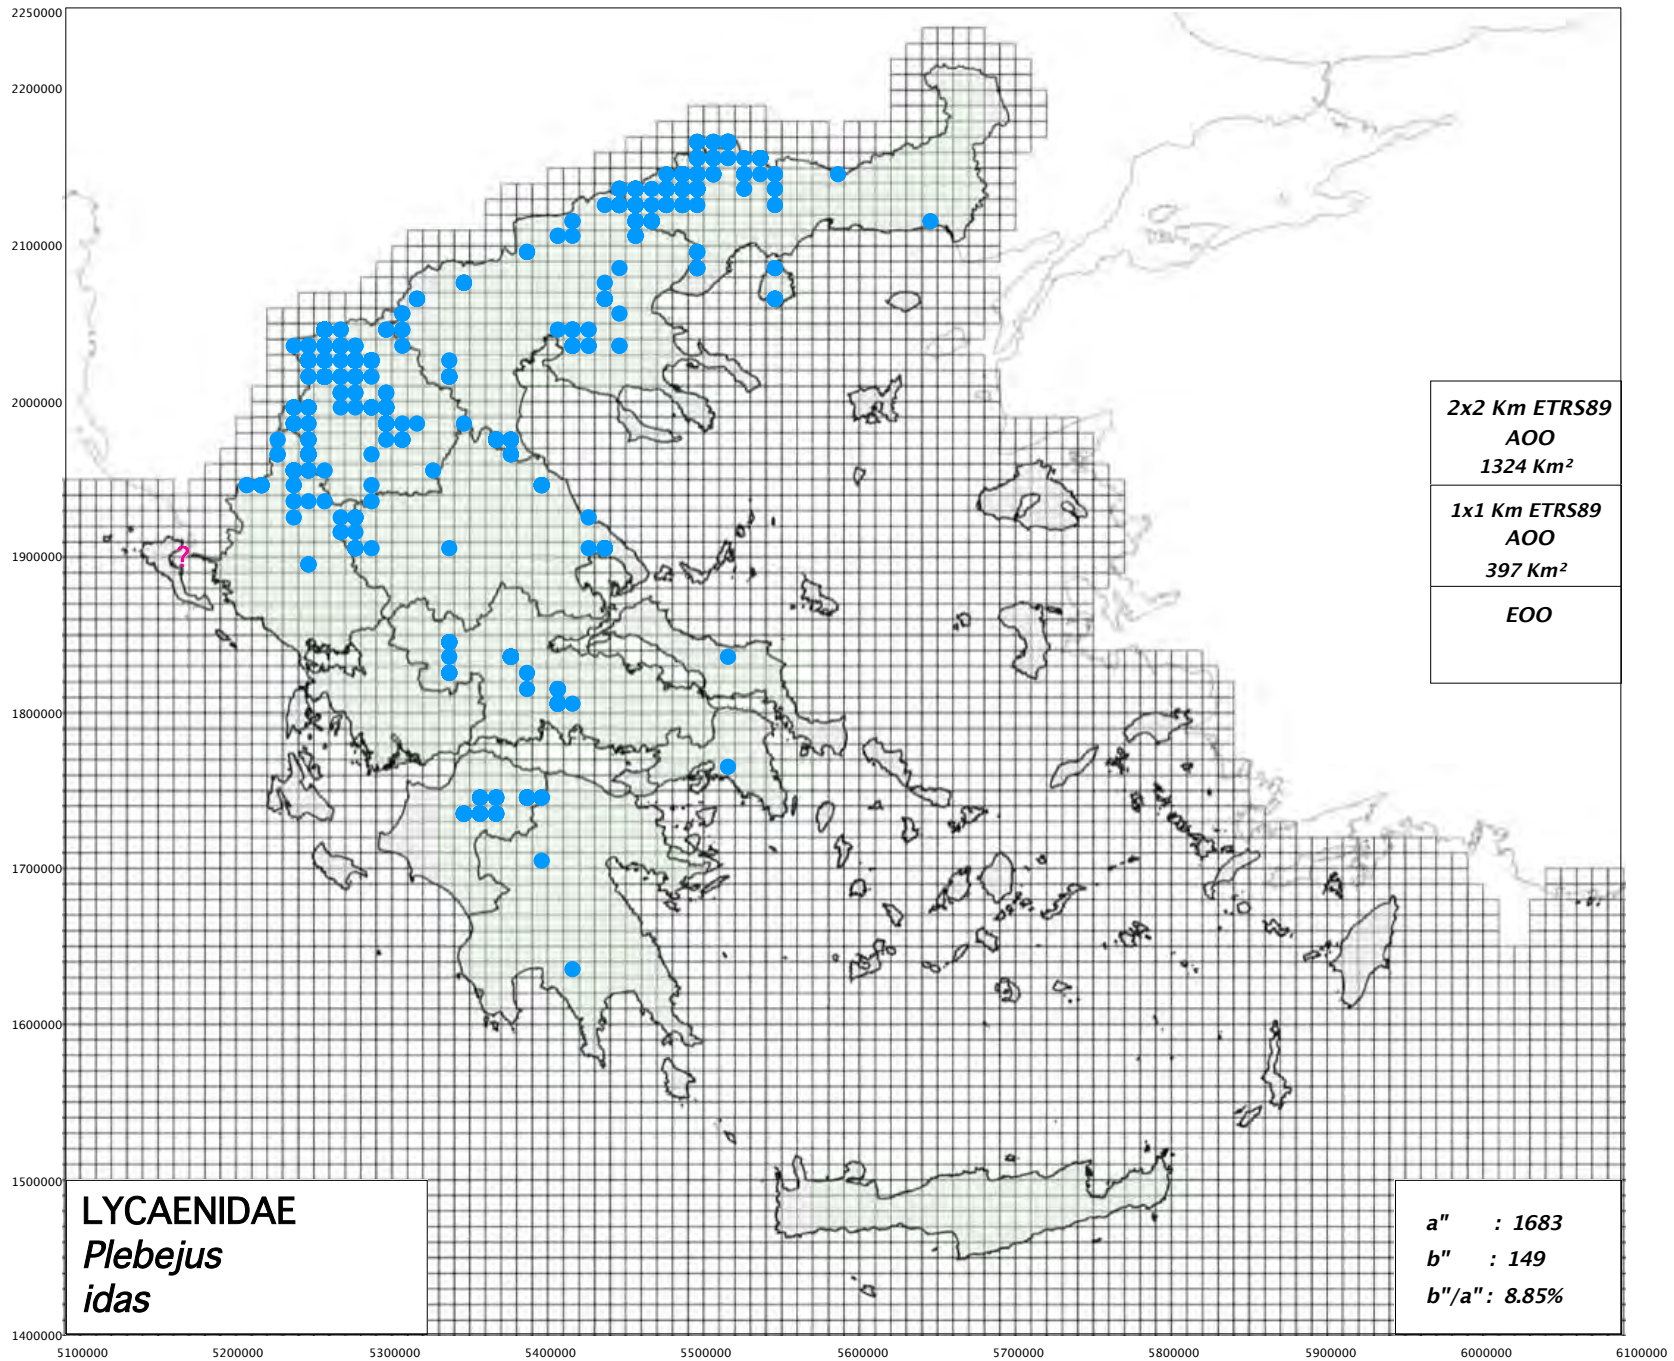 2250000
2200000
2100000
2000000
1900000
1800000
1700000
1600000
1500000
1400000
2x2 Km ETRS89
AOO
1324 Km²
1x1 Km ETRS89
AOO
397 Km²
EOO
?
LYCAENIDAE
Plebejus
idas
a" : 1683
b" : 149
b"/a" : 8.85%
5100000 5200000 5300000 5400000 5500000 5600000 5700000 5800000 5900000 6000000 6100000